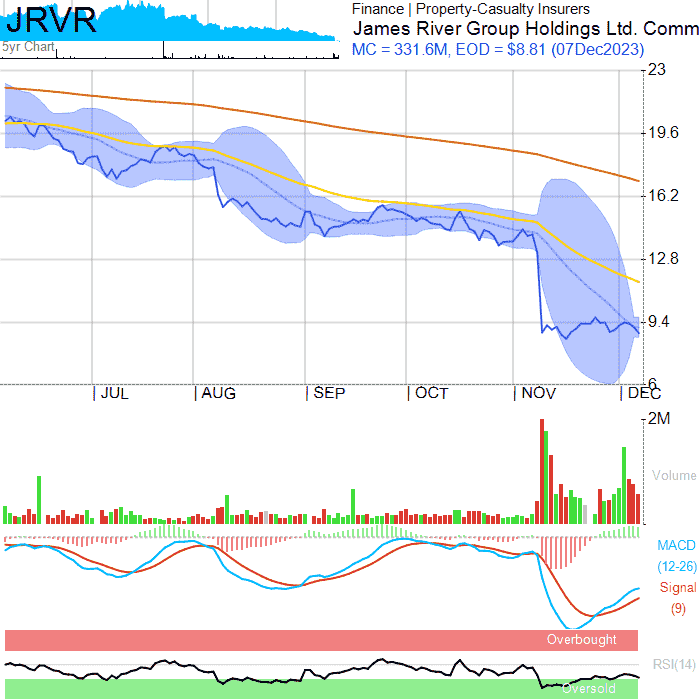 JRVR
5yr Chart
Finance | Property-Casualty Insurers
James River Group Holdings Ltd. Comm
MC = 331.6M, EOD = $8.81 (07Dec2023)
23
19.6
16.2
12.8
9.4
6
JUL AUG SEP OCT NOV DEC
2M
Volume
MACD
(12-26)
Signal
(9)
Overbought
RSI(14)
Oversold